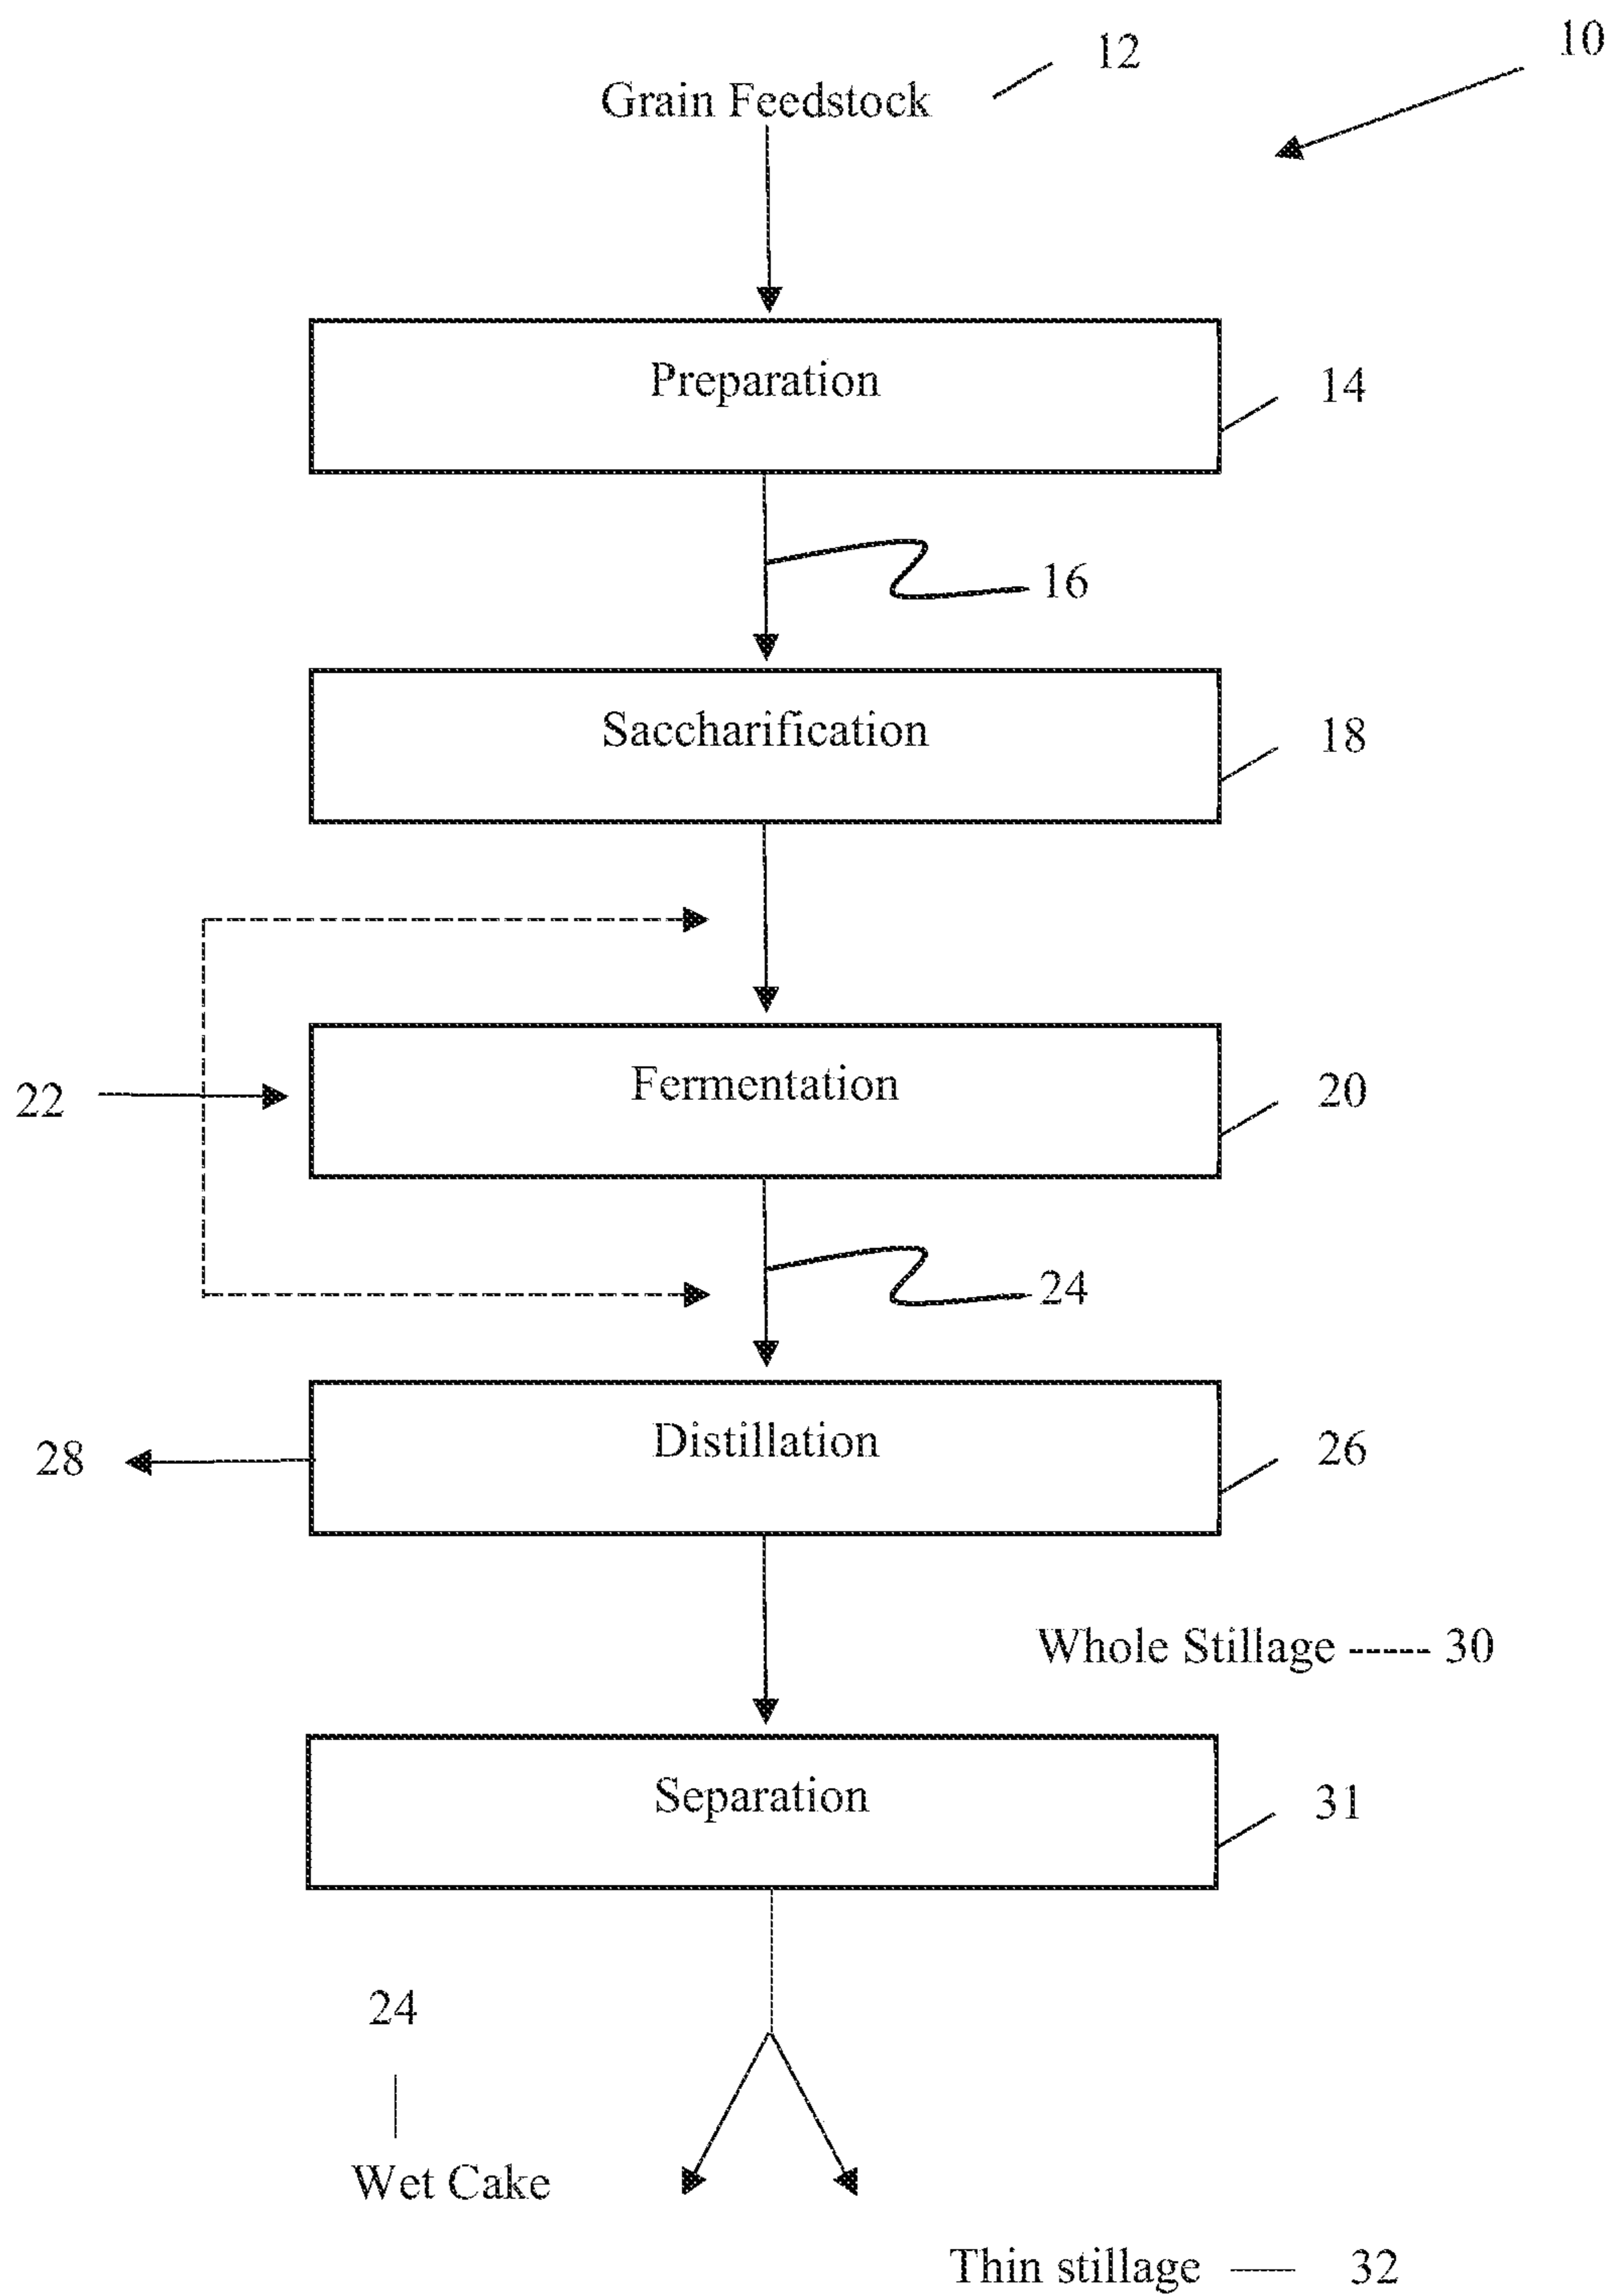 10
12
Grain Feedstock
Preparation
14
16
Saccharification
18
Fermentation
20
22
24
Distillation
26
28
Whole Stillage ------ 30
Separation
31
24
Wet Cake
Thin stillage — 32